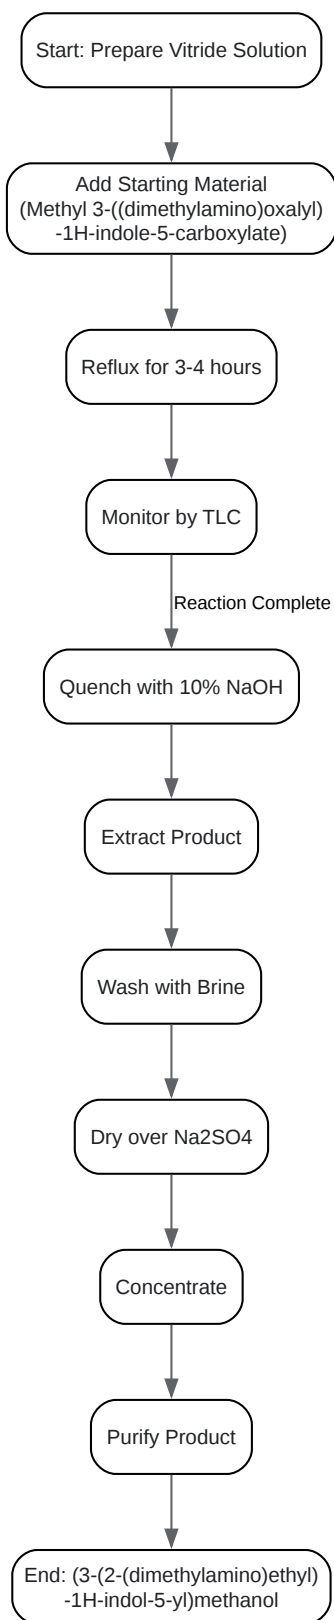 Start: Prepare Vitride Solution
Add Starting Material
(Methyl 3-((dimethylamino)oxalyl)
-1H-indole-5-carboxylate)
Reflux for 3-4 hours
Monitor by TLC
Reaction Complete
Quench with 10% NaOH
Extract Product
Wash with Brine
Dry over Na2SO4
Concentrate
Purify Product
End: (3-(2-(dimethylamino)ethyl)
-1H-indol-5-yl)methanol